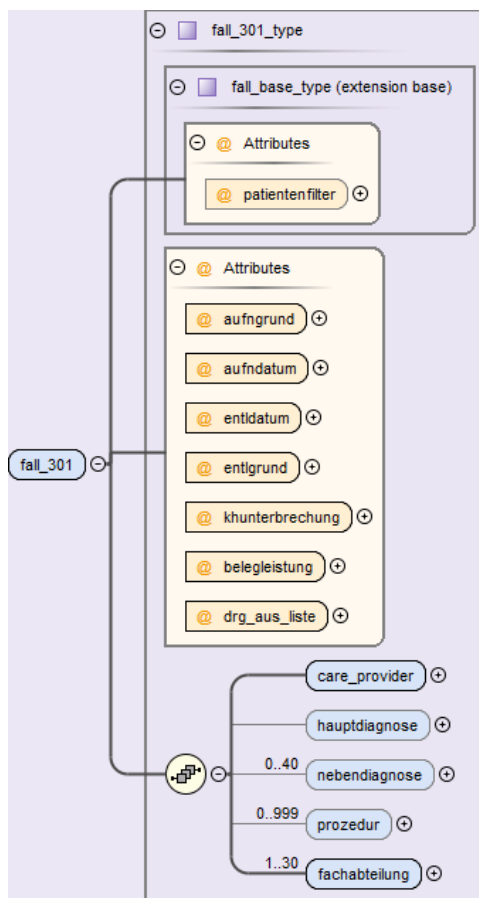 fall_301_type
fall_base_type (extension base)
@ Attributes
@ patientenfilter
@ Attributes
@ aufngrund
@ aufndatum
@ entldatum
fall_301
@ entlgrund
@ khunterbrechung
@ belegleistung
@ drg_aus_liste
care_provider
hauptdiagnose
0..40 nebendiagnose
0..999 prozedur
1..30 fachabteilung